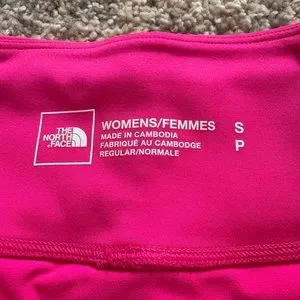 THE
NORTH
FACE
WOMENS/FEMMES S
MADE IN CAMBODIA P
FABRIQUÉ AU CAMBODGE
REGULAR/NORMALE